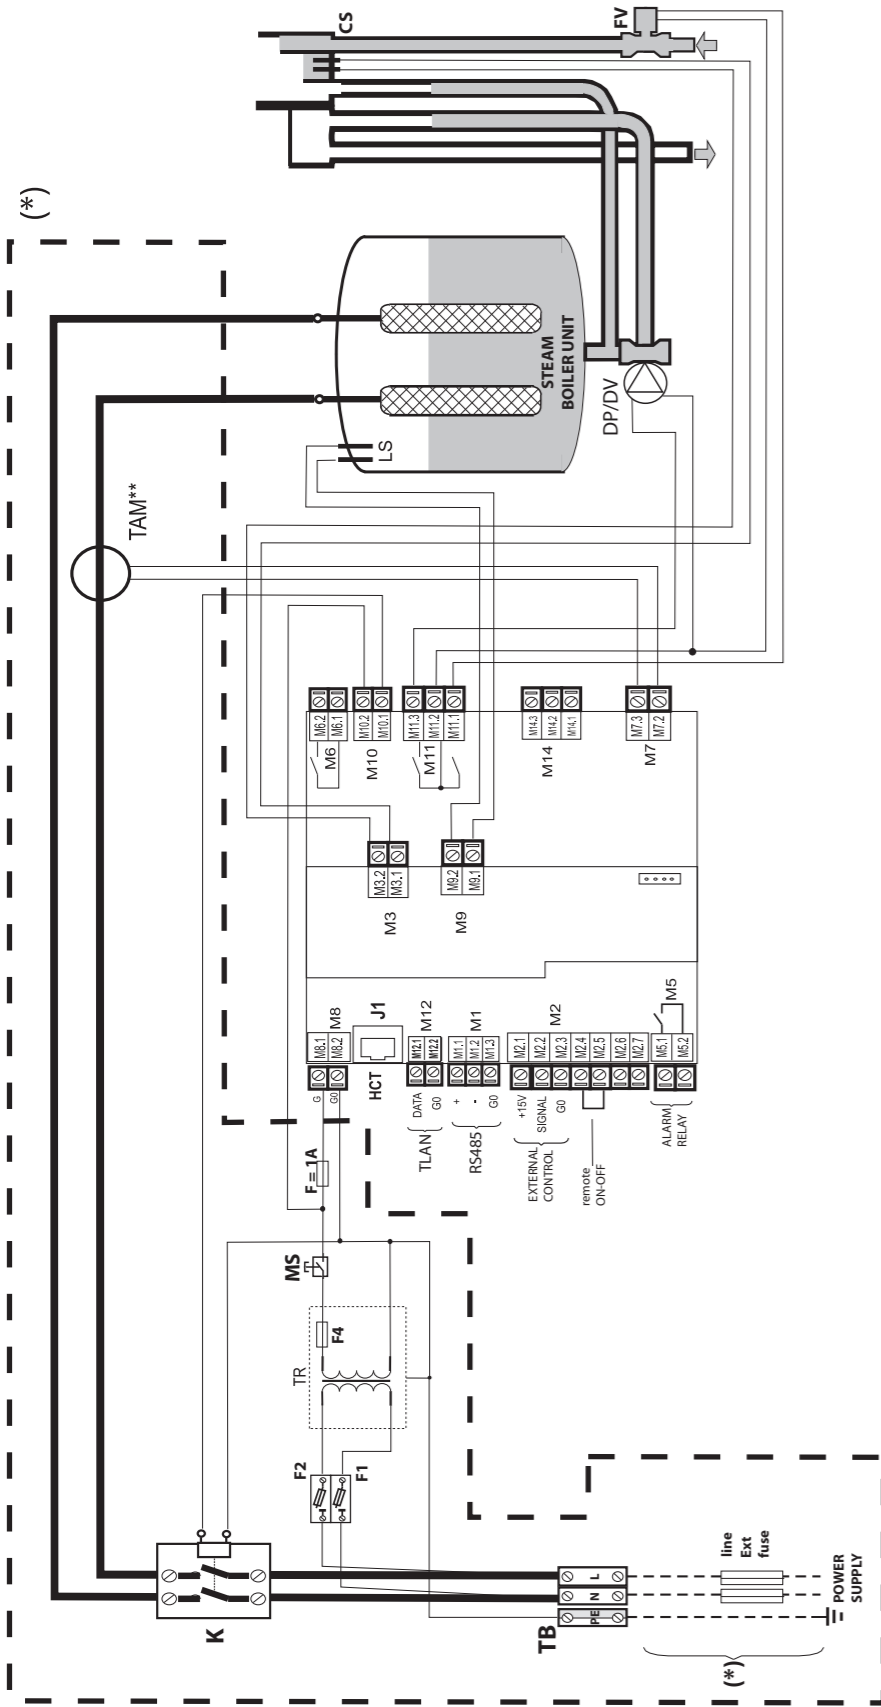 CS
FV
(*)
TAM**
STEAM
BOILER UNIT
LS
DP/DV
M6.2
M6.1
M6
M10.2
M10.1
M10
M11.3
M11.2
M11.1
M11
M14.3
M14.2
M14.1
M14
M7.3
M7.2
M7
M3.2
M3.1
M3
M9.2
M9.1
M9
M8.1
M8.2
M8
G
G0
J1
HCT
M12.1
M12.2
M12
DATA
G0
TLAN
M1.1
M1.2
M1.3
M1
+
-
G0
RS485
M2.1
M2.2
M2.3
M2.4
M2.5
M2.6
M2.7
M2
+15V
SIGNAL
G0
EXTERNAL
CONTROL
remote
ON-OFF
M5.1
M5.2
M5
ALARM
RELAY
F = 1A
MS
F4
TR
F2
F1
K
TB
L
N
PE
line
Ext
fuse
POWER
SUPPLY
(*)